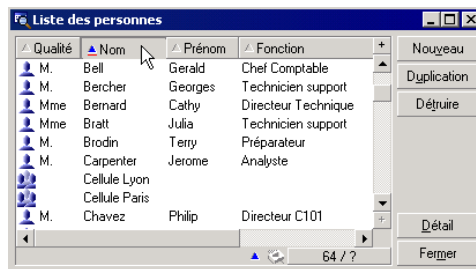 Liste des personnes
Qualité Nom Prénom Fonction + Nouveau
M. Bell Gerald Chef Comptable
M. Bercher Georges Technicien support Duplication
Mme Bernard Cathy Directeur Technique
Mme Bratt Julia Technicien support Détruire
M. Brodin Terry Préparateur
M. Carpenter Jerome Analyste
Cellule Lyon
Cellule Paris
M. Chavez Philip Directeur C101 +
Détail
64 / ? Fermer